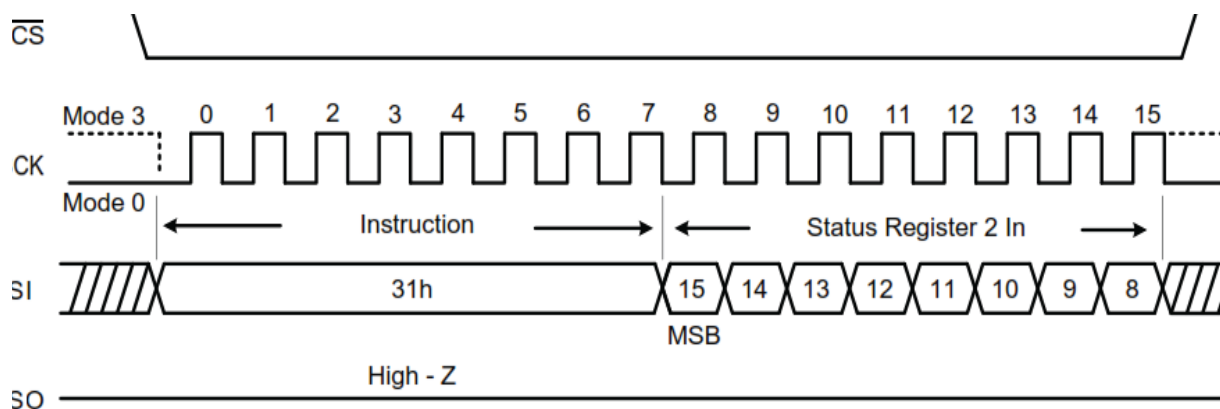 CS
Mode 3
0 1 2 3 4 5 6 7 8 9 10 11 12 13 14 15
CK
Mode 0
Instruction
Status Register 2 In
SI
31h
15 14 13 12 11 10 9 8
MSB
High - Z
SO